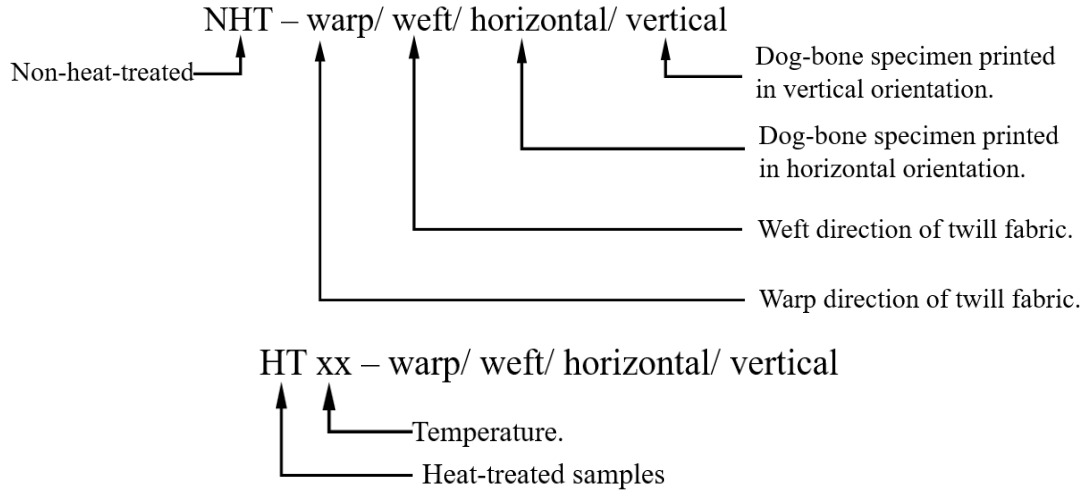 NHT – warp/ weft/ horizontal/ vertical
Non-heat-treated
Dog-bone specimen printed
in vertical orientation.
Dog-bone specimen printed
in horizontal orientation.
Weft direction of twill fabric.
Warp direction of twill fabric.
HT xx – warp/ weft/ horizontal/ vertical
Temperature.
Heat-treated samples